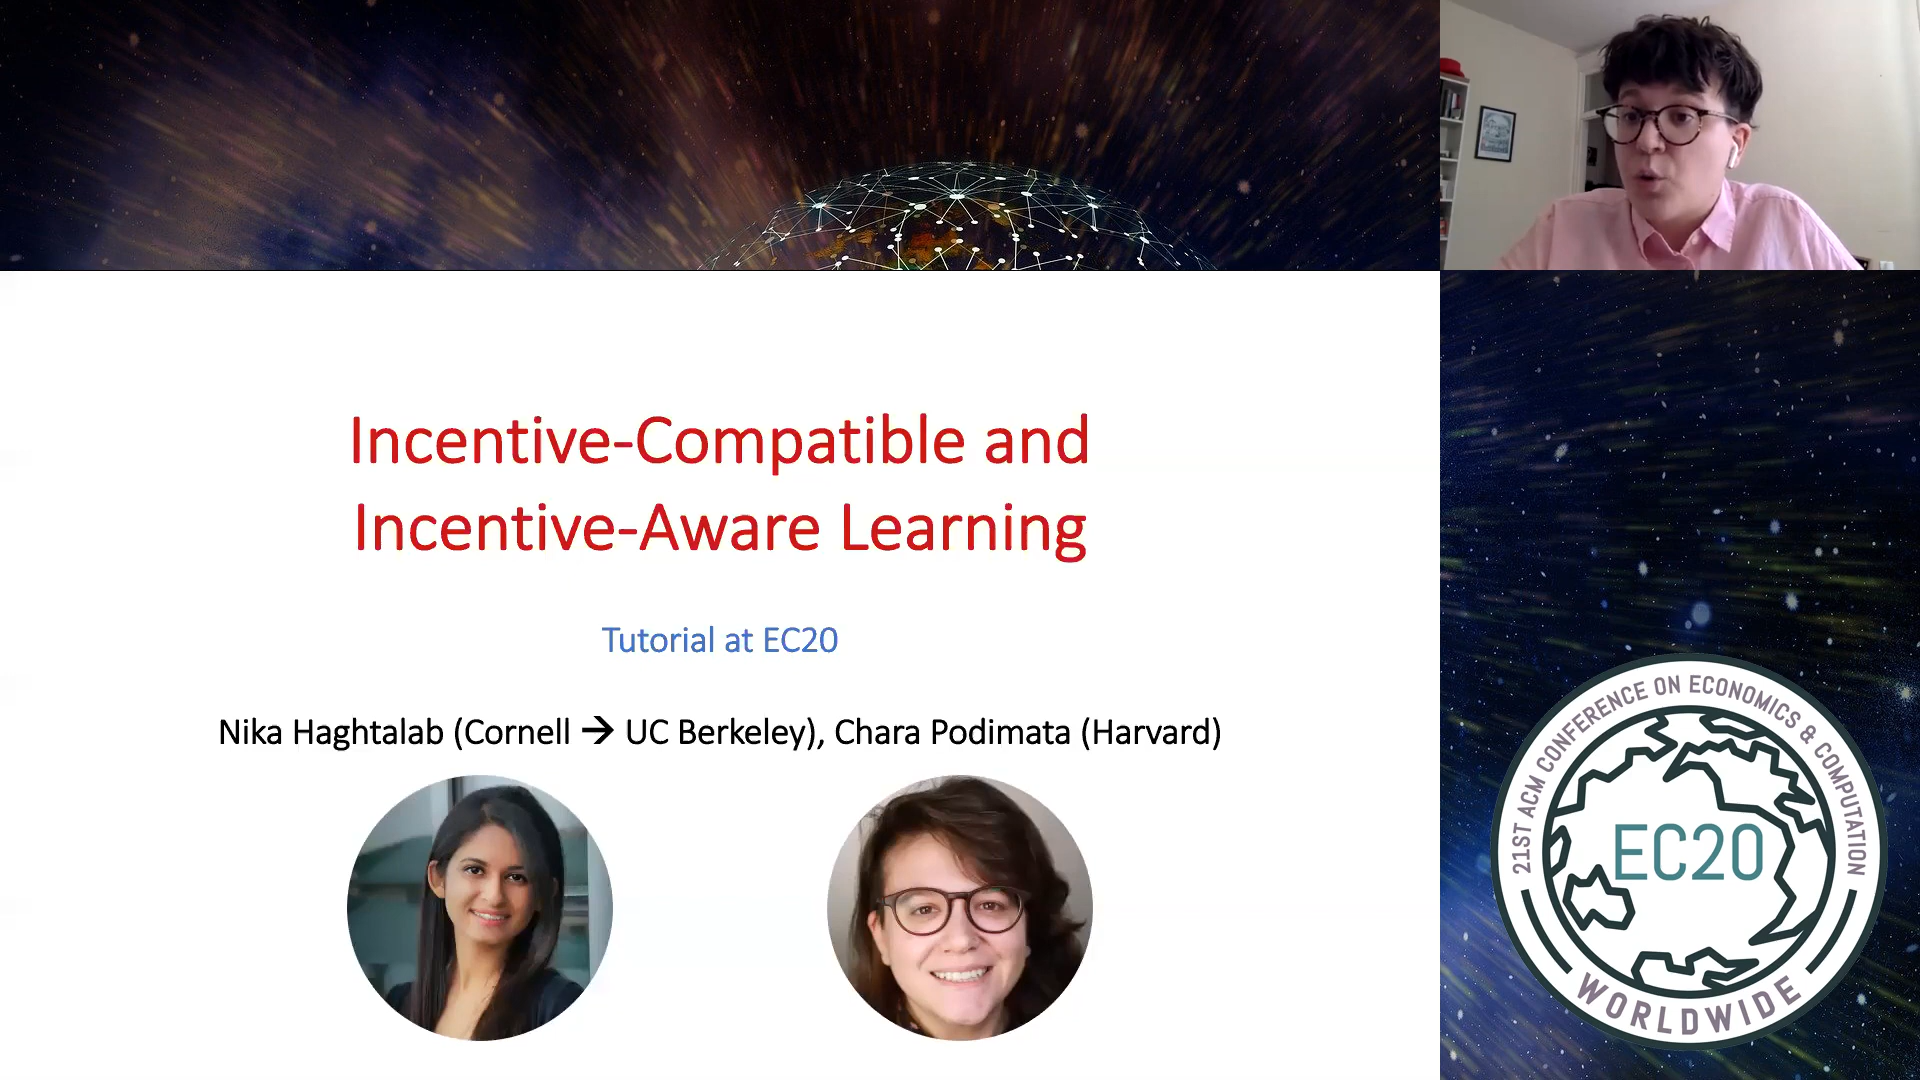 Incentive-Compatible and
Incentive-Aware Learning
Tutorial at EC20
Nika Haghtalab (Cornell → UC Berkeley), Chara Podimata (Harvard)
21ST ACM CONFERENCE ON ECONOMICS & COMPUTATION
EC20
WORLDWIDE